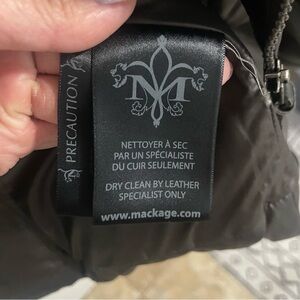 PRECAUTION
M
NETTOYER À SEC
PAR UN SPÉCIALISTE
DU CUIR SEULEMENT
DRY CLEAN BY LEATHER
SPECIALIST ONLY
www.mackage.com